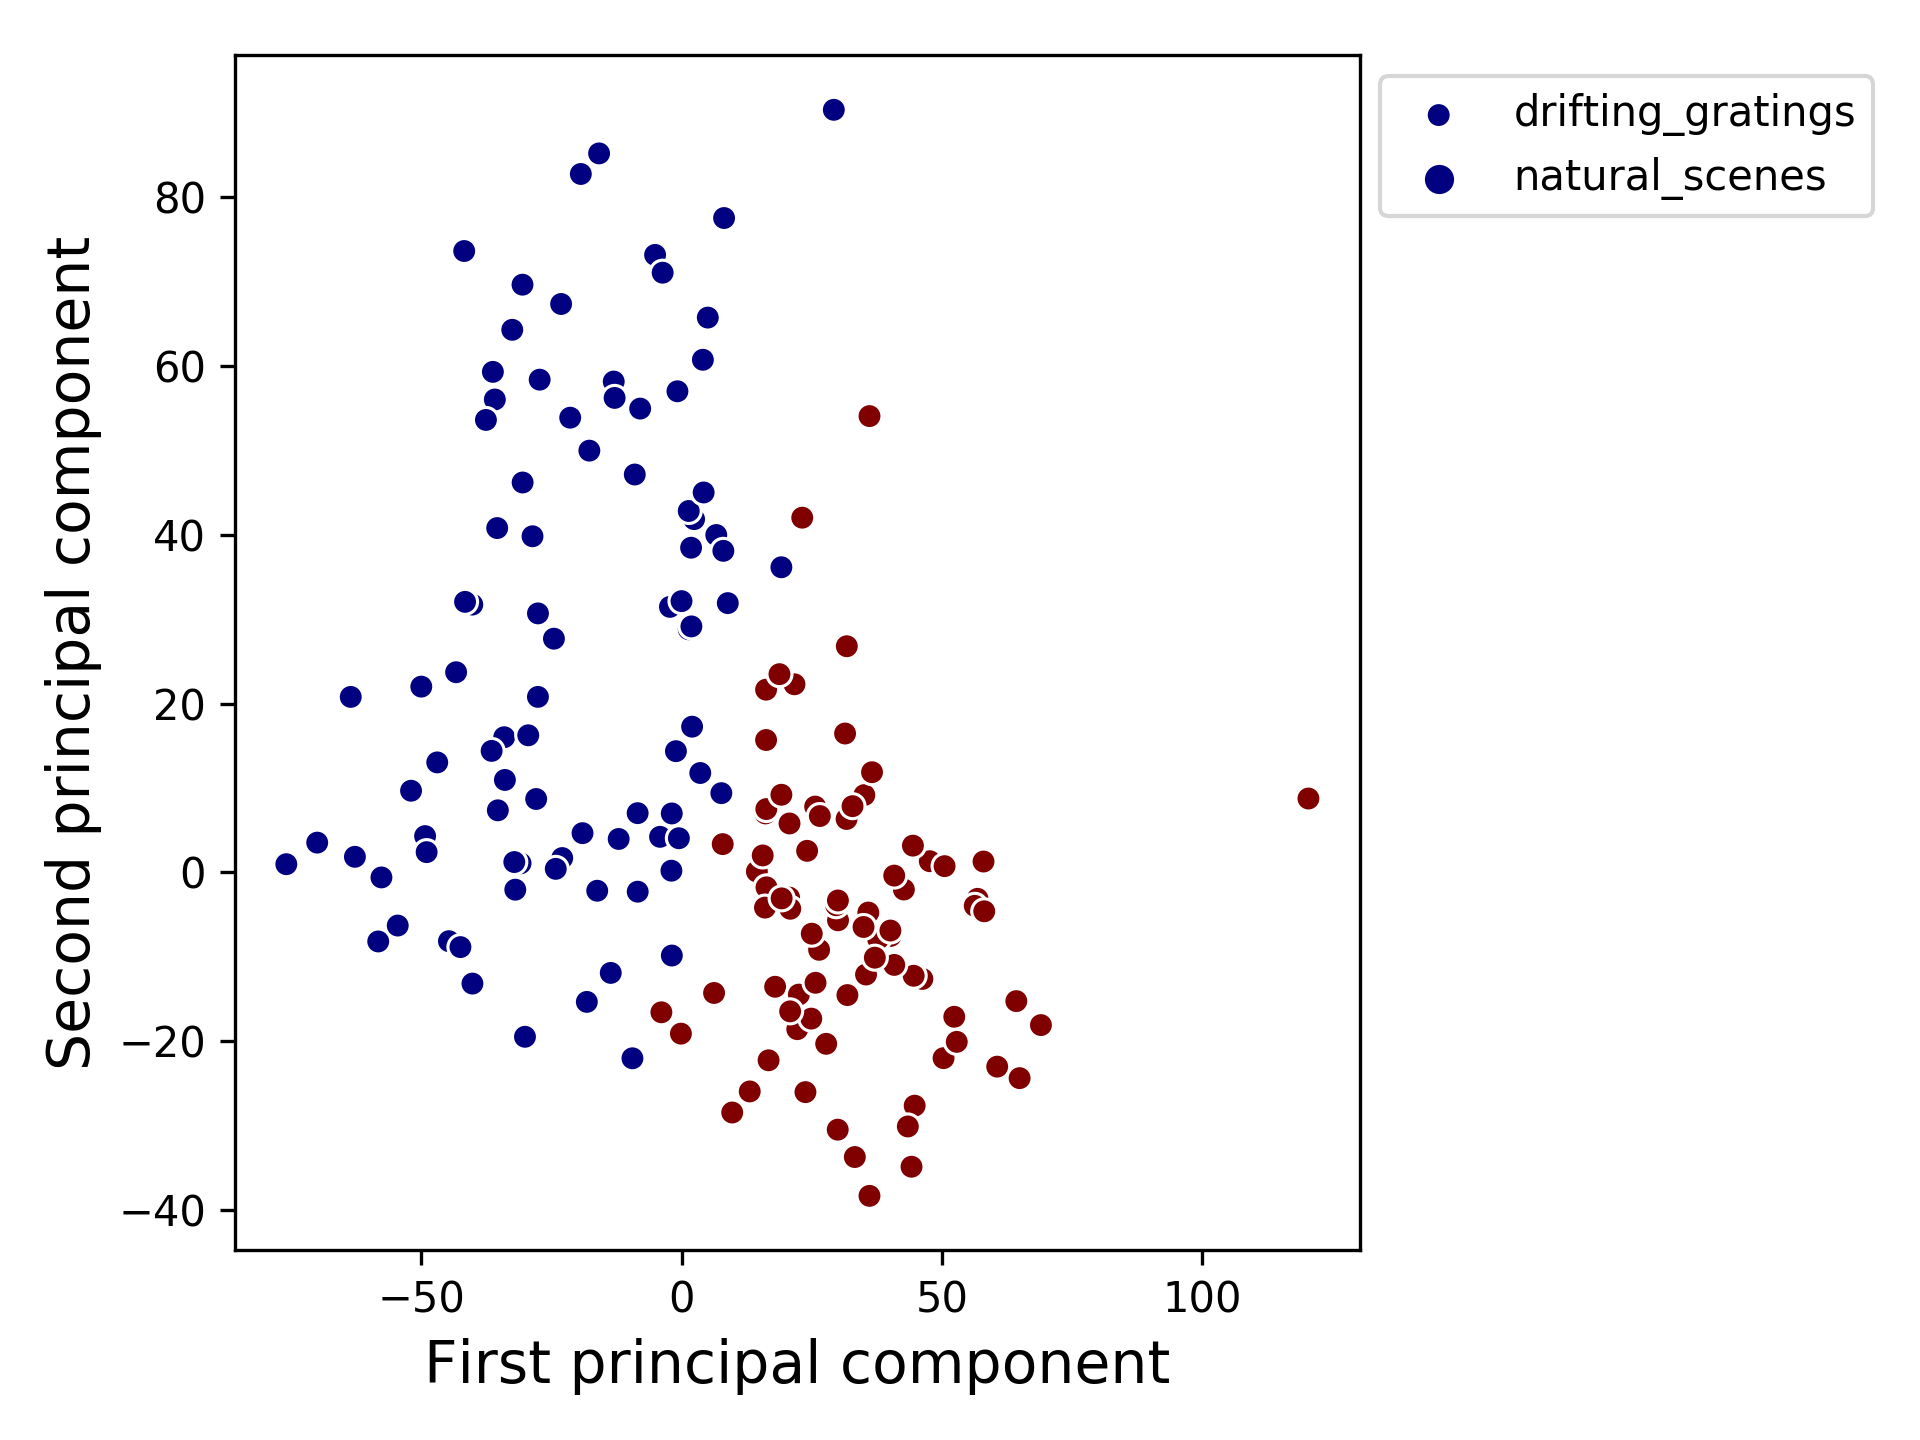 drifting_gratings
natural_scenes
80
60
40
20
0
−20
−40
Second principal component
−50 0 50 100
First principal component